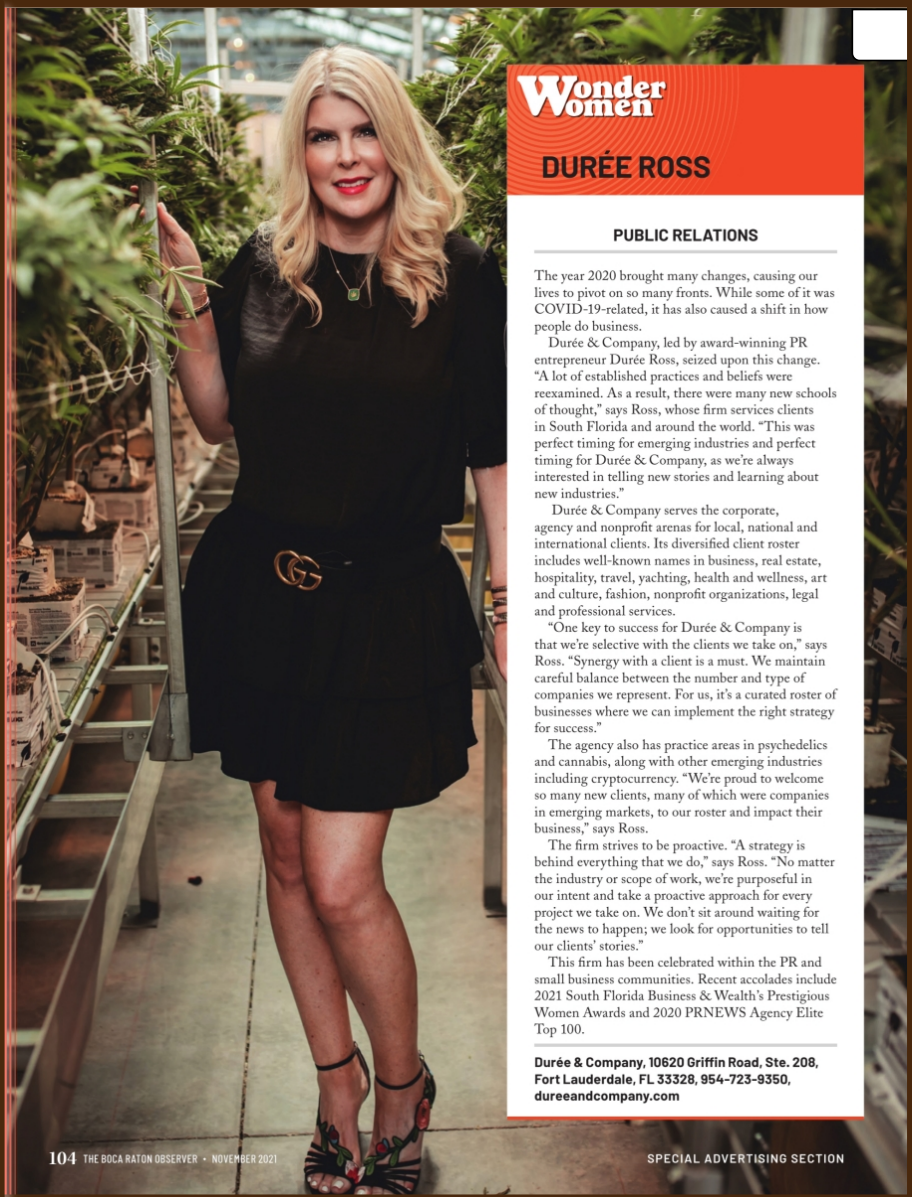 Wonder
Women
DURÉE ROSS
PUBLIC RELATIONS
The year 2020 brought many changes, causing our
lives to pivot on so many fronts. While some of it was
COVID-19-related, it has also caused a shift in how
people do business.
Durée & Company, led by award-winning PR
entrepreneur Durée Ross, seized upon this change.
“A lot of established practices and beliefs were
reexamined. As a result, there were many new schools
of thought,” says Ross, whose firm services clients
in South Florida and around the world. “This was
perfect timing for emerging industries and perfect
timing for Durée & Company, as we’re always
interested in telling new stories and learning about
new industries.”
Durée & Company serves the corporate,
agency and nonprofit arenas for local, national and
international clients. Its diversified client roster
includes well-known names in business, real estate,
hospitality, travel, yachting, health and wellness, art
and culture, fashion, nonprofit organizations, legal
and professional services.
“One key to success for Durée & Company is
that we’re selective with the clients we take on,” says
Ross. “Synergy with a client is a must. We maintain
careful balance between the number and type of
companies we represent. For us, it’s a curated roster of
businesses where we can implement the right strategy
for success.”
The agency also has practice areas in psychedelics
and cannabis, along with other emerging industries
including cryptocurrency. “We’re proud to welcome
so many new clients, many of which were companies
in emerging markets, to our roster and impact their
business,” says Ross.
The firm strives to be proactive. “A strategy is
behind everything that we do,” says Ross. “No matter
the industry or scope of work, we’re purposeful in
our intent and take a proactive approach for every
project we take on. We don’t sit around waiting for
the news to happen; we look for opportunities to tell
our clients’ stories.”
This firm has been celebrated within the PR and
small business communities. Recent accolades include
2021 South Florida Business & Wealth’s Prestigious
Women Awards and 2020 PRNEWS Agency Elite
Top 100.
Durée & Company, 10620 Griffin Road, Ste. 208,
Fort Lauderdale, FL 33328, 954-723-9350,
dureeandcompany.com
104 THE BOCA RATON OBSERVER • NOVEMBER 2021
SPECIAL ADVERTISING SECTION